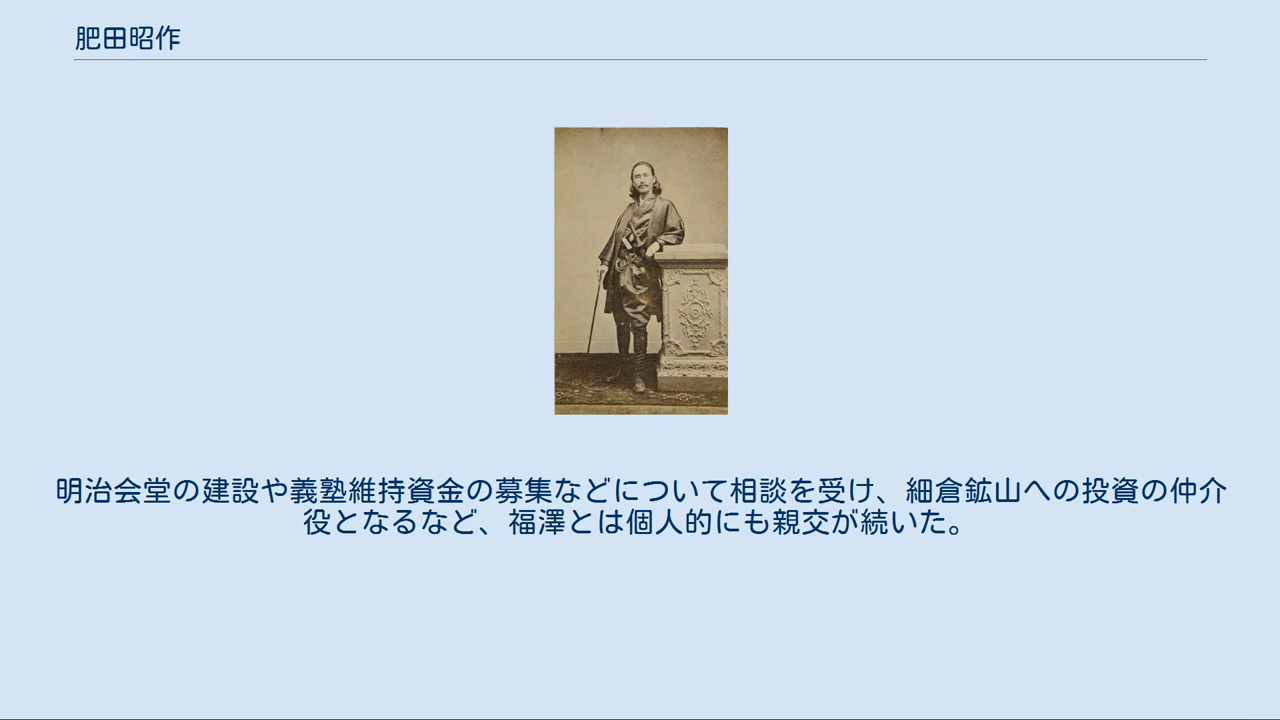 肥田昭作
明治会堂の建設や義塾維持資金の募集などについて相談を受け、細倉鉱山への投資の仲介
役となるなど、福澤とは個人的にも親交が続いた。